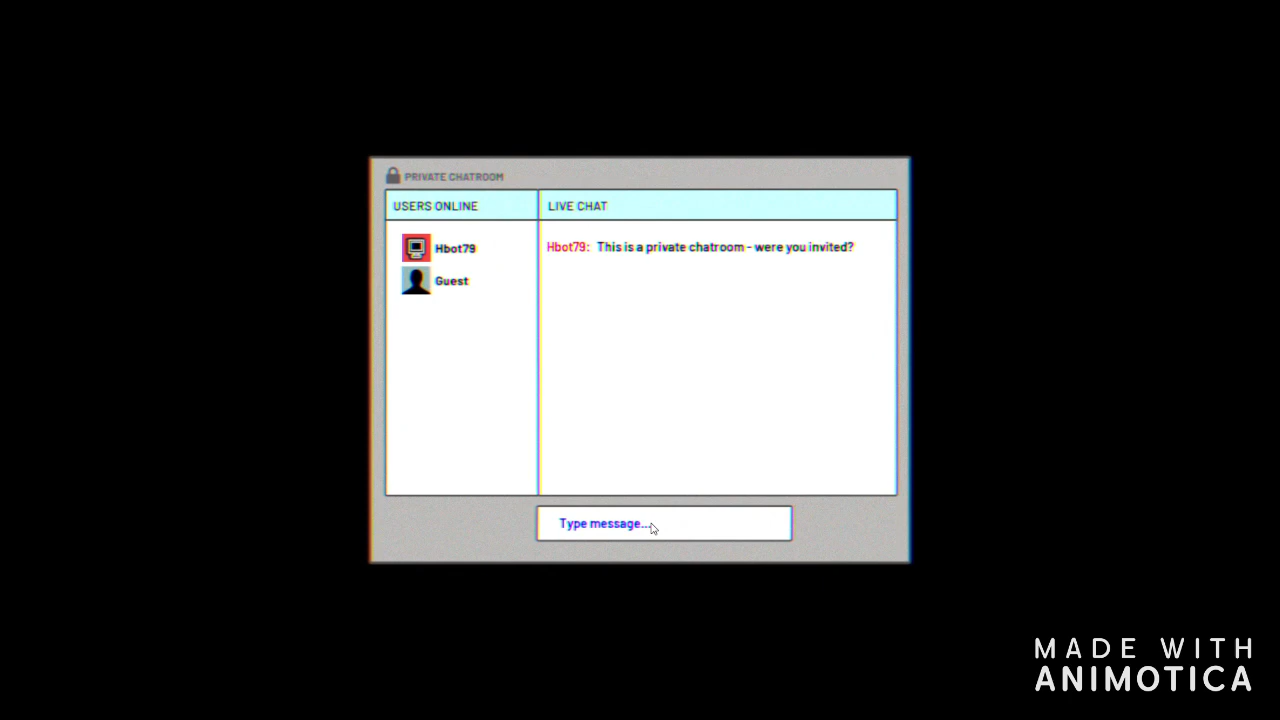 PRIVATE CHATROOM
USERS ONLINE
LIVE CHAT
Hbot79
Hbot79: This is a private chatroom - were you invited?
Guest
Type message...
MADE WITH
ANIMOTICA